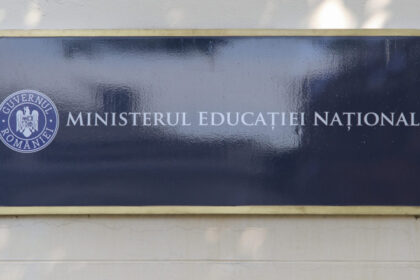 GUVERNUL ROMÂNIEI
MINISTERUL EDUCAȚIEI NAȚIONAL